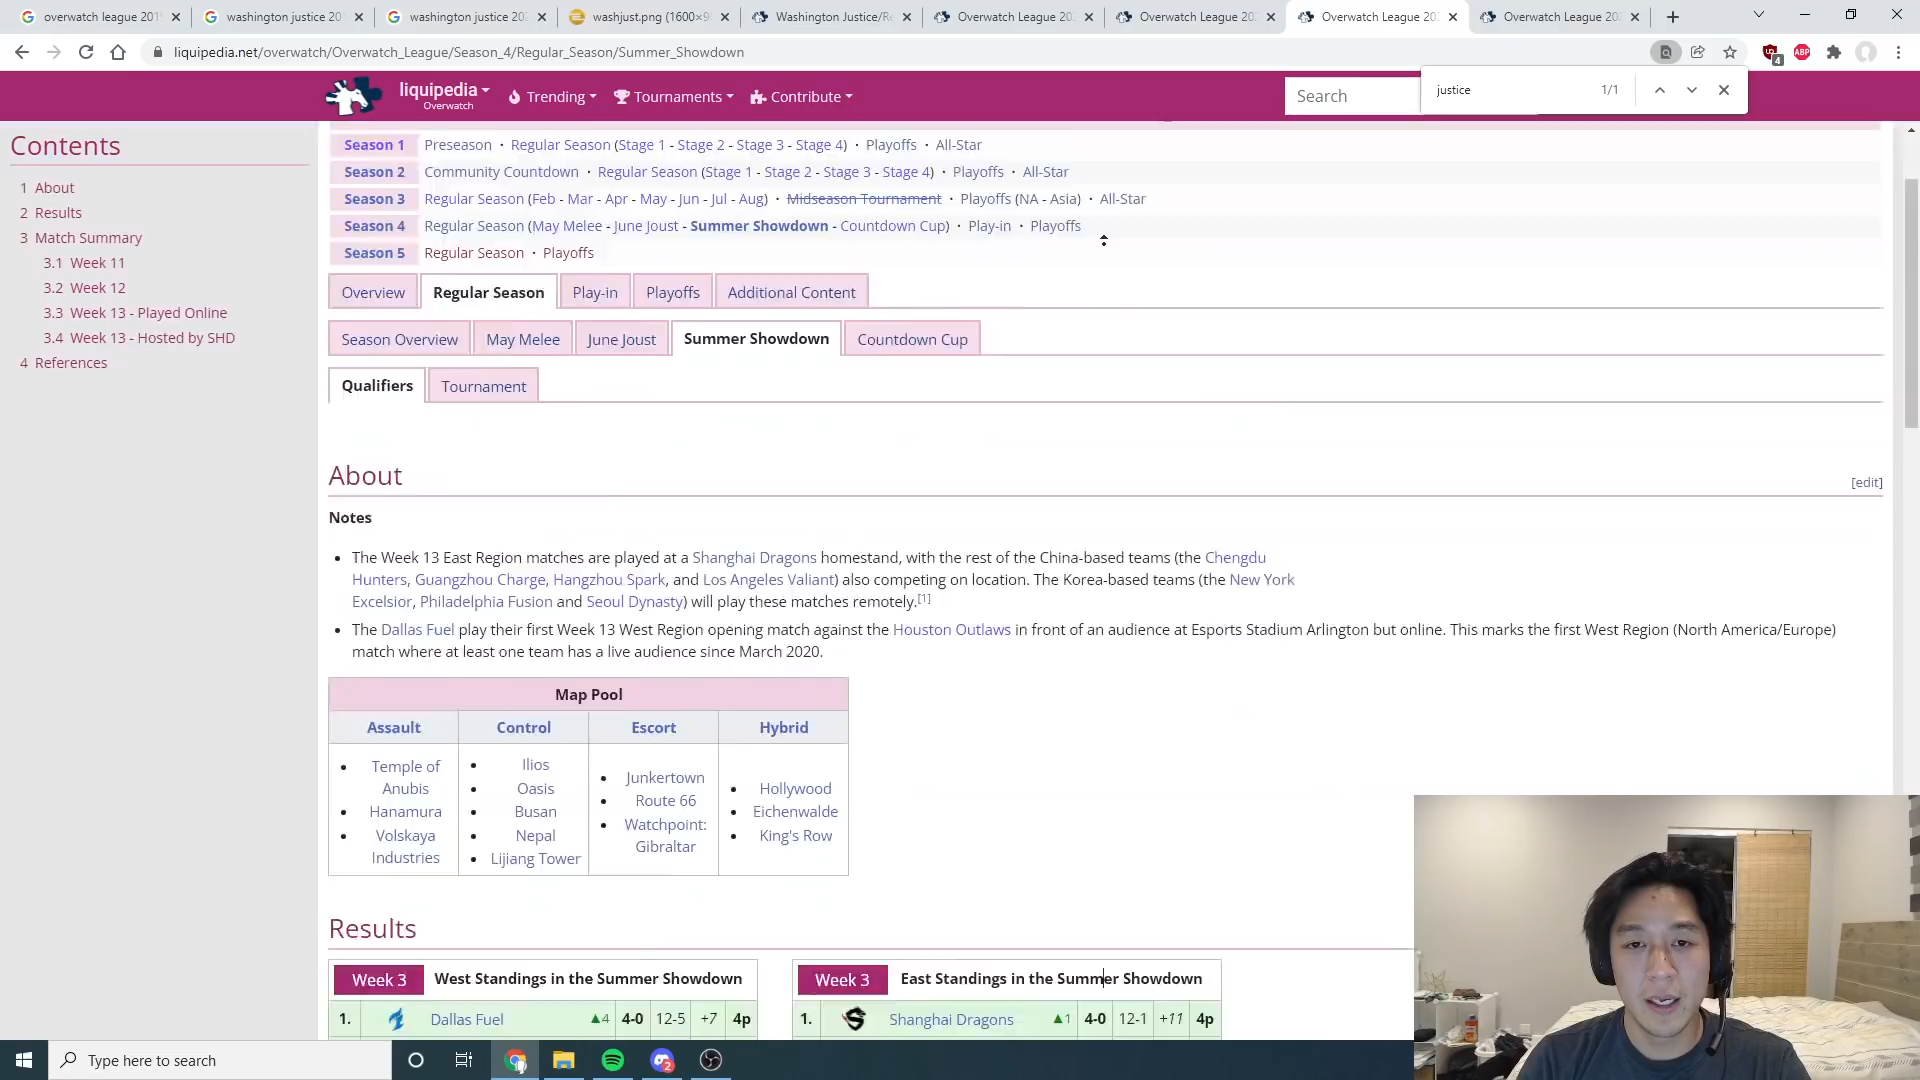 overwatch league 201
washington justice 20
washington justice 202
washjust.png (1600×9
Washington Justice/Re
Overwatch League 202
Overwatch League 202
Overwatch League 202
Overwatch League 202
liquipedia.net/overwatch/Overwatch_League/Season_4/Regular_Season/Summer_Showdown
ABP
4
justice 1/1
liquipedia
Overwatch
Trending
Tournaments
Contribute
Search
Contents
1 About
2 Results
3 Match Summary
3.1 Week 11
3.2 Week 12
3.3 Week 13 - Played Online
3.4 Week 13 - Hosted by SHD
4 References
Season 1 Preseason · Regular Season (Stage 1 - Stage 2 - Stage 3 - Stage 4) · Playoffs · All-Star
Season 2 Community Countdown · Regular Season (Stage 1 - Stage 2 - Stage 3 - Stage 4) · Playoffs · All-Star
Season 3 Regular Season (Feb - Mar - Apr - May - Jun - Jul - Aug) · Midseason Tournament · Playoffs (NA - Asia) · All-Star
Season 4 Regular Season (May Melee - June Joust - Summer Showdown - Countdown Cup) · Play-in · Playoffs
Season 5 Regular Season · Playoffs
Overview Regular Season Play-in Playoffs Additional Content
Season Overview May Melee June Joust Summer Showdown Countdown Cup
Qualifiers Tournament
About
[edit]
Notes
• The Week 13 East Region matches are played at a Shanghai Dragons homestand, with the rest of the China-based teams (the Chengdu
Hunters, Guangzhou Charge, Hangzhou Spark, and Los Angeles Valiant) also competing on location. The Korea-based teams (the New York
Excelsior, Philadelphia Fusion and Seoul Dynasty) will play these matches remotely.[1]
• The Dallas Fuel play their first Week 13 West Region opening match against the Houston Outlaws in front of an audience at Esports Stadium Arlington but online. This marks the first West Region (North America/Europe)
match where at least one team has a live audience since March 2020.
Map Pool
Assault Control Escort Hybrid
• Temple of
Anubis
• Hanamura
• Volskaya
Industries
• Ilios
• Oasis
• Busan
• Nepal
• Lijiang Tower
• Junkertown
• Route 66
• Watchpoint:
Gibraltar
• Hollywood
• Eichenwalde
• King's Row
Results
Week 3 West Standings in the Summer Showdown
1. Dallas Fuel ▲4 4-0 12-5 +7 4p
Week 3 East Standings in the Summer Showdown
1. Shanghai Dragons ▲1 4-0 12-1 +11 4p
Type here to search
2